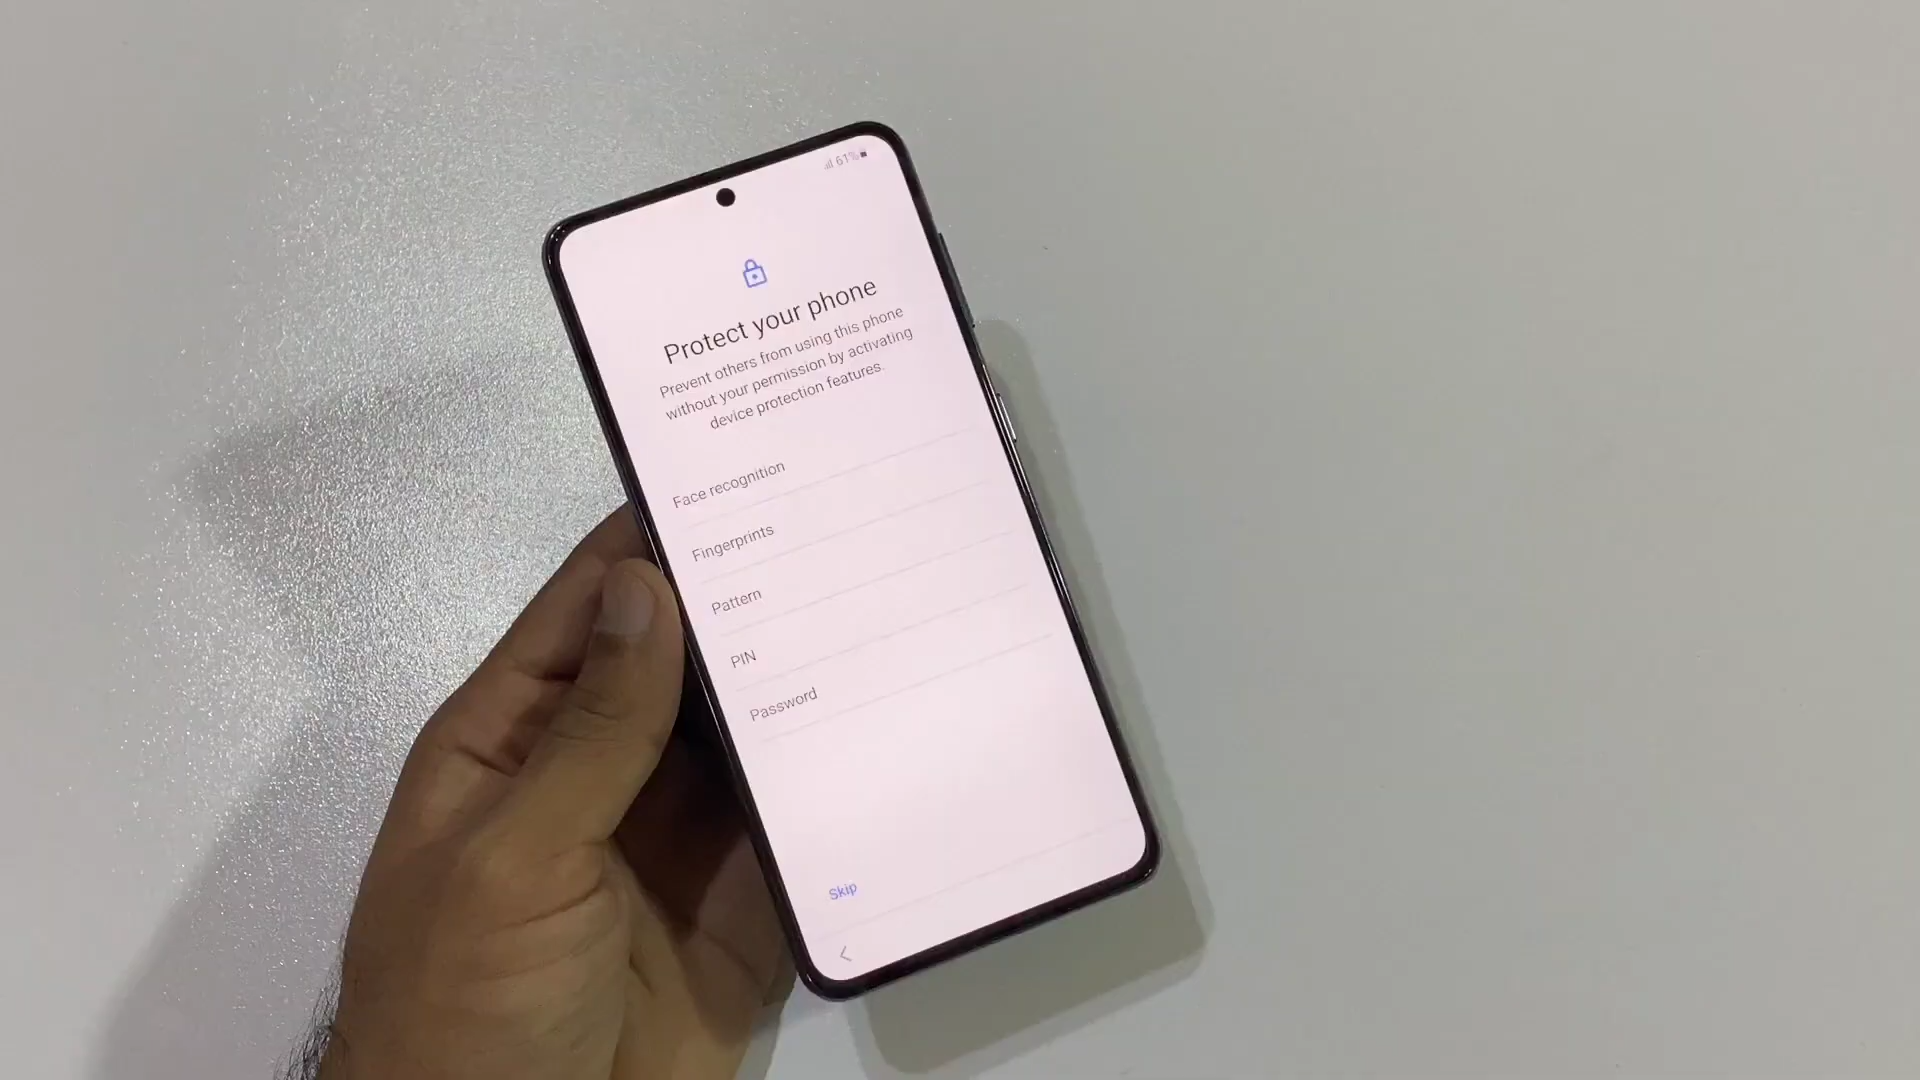 61%
Protect your phone
Prevent others from using this phone
without your permission by activating
device protection features.
Face recognition
Fingerprints
Pattern
PIN
Password
Skip